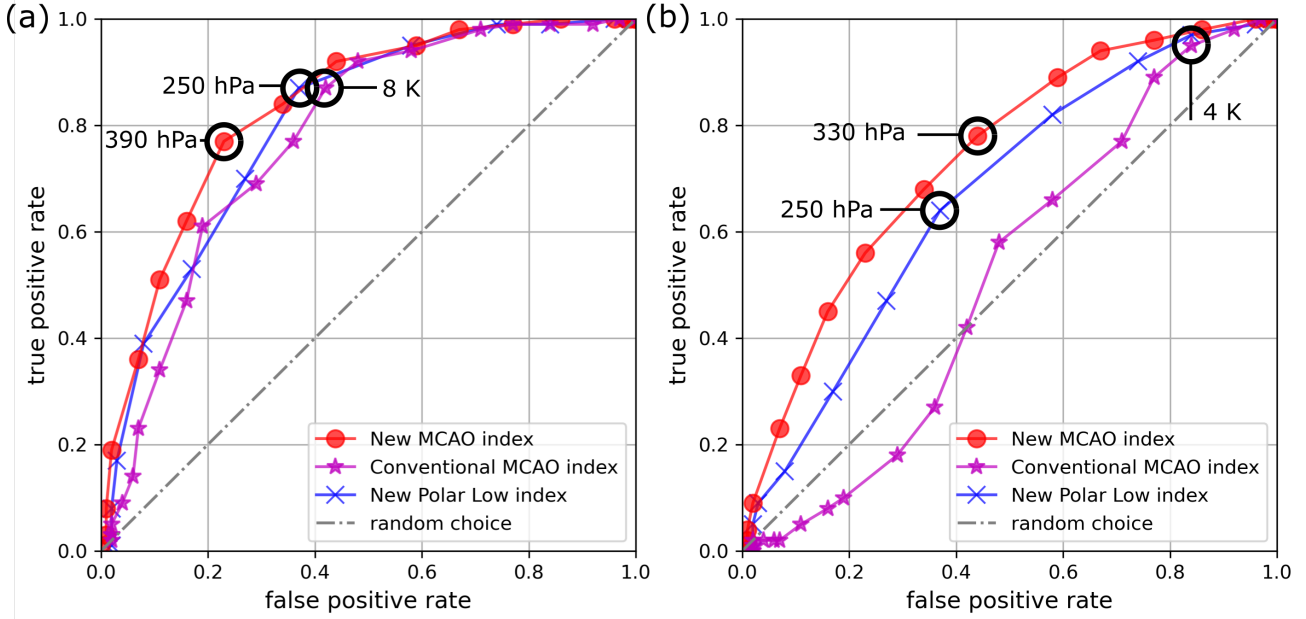 (a)
1.0
0.8
0.6
0.4
0.2
0.0
true positive rate
250 hPa
8 K
390 hPa
New MCAO index
Conventional MCAO index
New Polar Low index
random choice
0.0 0.2 0.4 0.6 0.8 1.0
false positive rate
(b)
1.0
0.8
0.6
0.4
0.2
0.0
true positive rate
4 K
330 hPa
250 hPa
New MCAO index
Conventional MCAO index
New Polar Low index
random choice
0.0 0.2 0.4 0.6 0.8 1.0
false positive rate